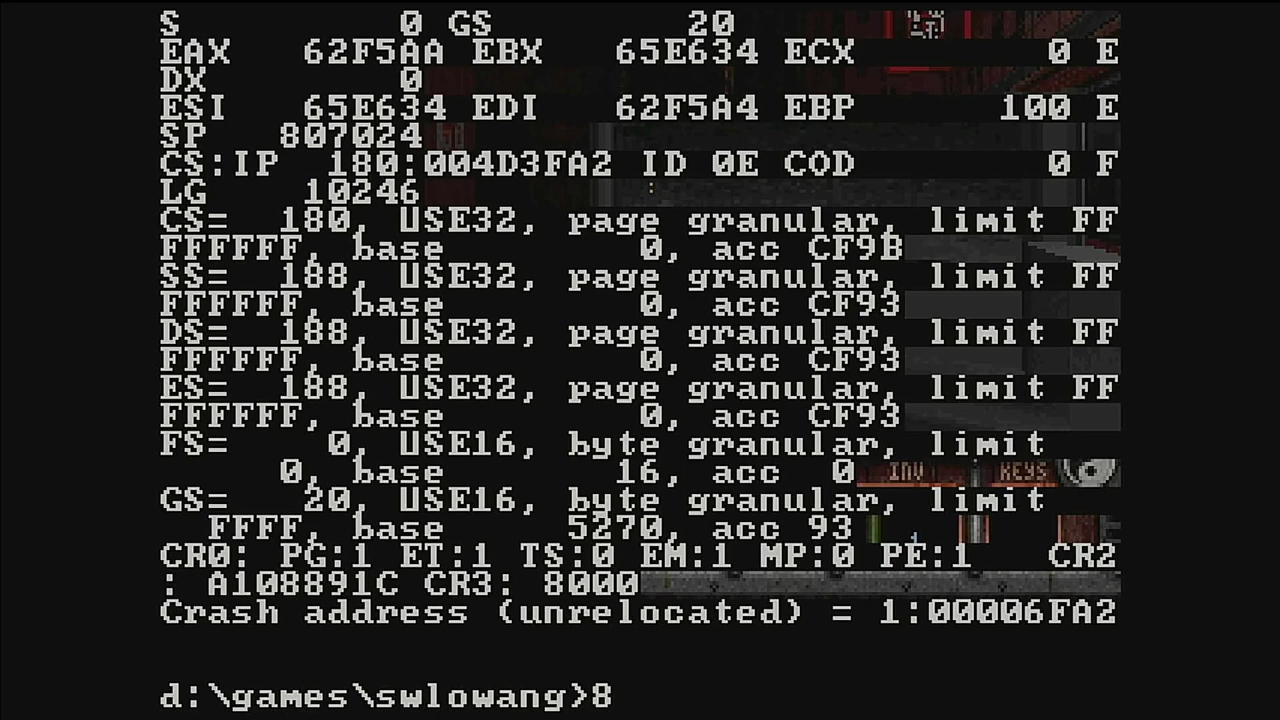 S 0 GS 20
EAX 62F5AA EBX 65E634 ECX 0 E
DX 0
ESI 65E634 EDI 62F5A4 EBP 100 E
SP 807024
CS:IP 180:004D3FA2 ID 0E COD 0 F
LG 10246
CS= 180, USE32, page granular, limit FF
FFFFFF, base 0, acc CF9B
SS= 188, USE32, page granular, limit FF
FFFFFF, base 0, acc CF93
DS= 188, USE32, page granular, limit FF
FFFFFF, base 0, acc CF93
ES= 188, USE32, page granular, limit FF
FFFFFF, base 0, acc CF93
FS= 0, USE16, byte granular, limit
0, base 16, acc 0 INV KEYS
GS= 20, USE16, byte granular, limit
FFFF, base 5270, acc 93
CR0: PG:1 ET:1 TS:0 EM:1 MP:0 PE:1 CR2
: A108891C CR3: 8000
Crash address (unrelocated) = 1:00006FA2
d:\games\swlowang>8